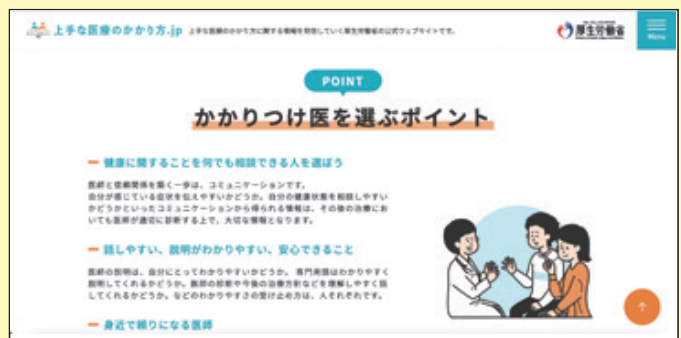 上手な医療のかかり方.jp 上手な医療のかかり方に関する情報を発信していく厚生労働省の公式ウェブサイトです。
厚生労働省
Menu
POINT
かかりつけ医を選ぶポイント
健康に関することを何でも相談できる人を選ぼう
医師と信頼関係を築く一歩は、コミュニケーションです。
自分が感じている症状を伝えやすいかどうか。自分の健康状態を相談しやすい
かどうかといったコミュニケーションから得られる情報は、その後の治療にお
いても医師が適切に診断する上で、大切な情報となります。
話しやすい、説明がわかりやすい、安心できること
医師の説明は、自分にとってわかりやすいかどうか。専門用語はわかりやすく
説明してくれるかどうか。医師の診断や今後の治療方針などを理解しやすく話
してくれるかどうか。などのわかりやすさの受け止め方は、人それぞれです。
身近で頼りになる医師